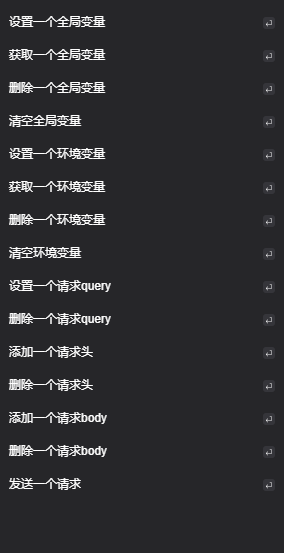 设置一个全局变量
获取一个全局变量
删除一个全局变量
清空全局变量
设置一个环境变量
获取一个环境变量
删除一个环境变量
清空环境变量
设置一个请求query
删除一个请求query
添加一个请求头
删除一个请求头
添加一个请求body
删除一个请求body
发送一个请求